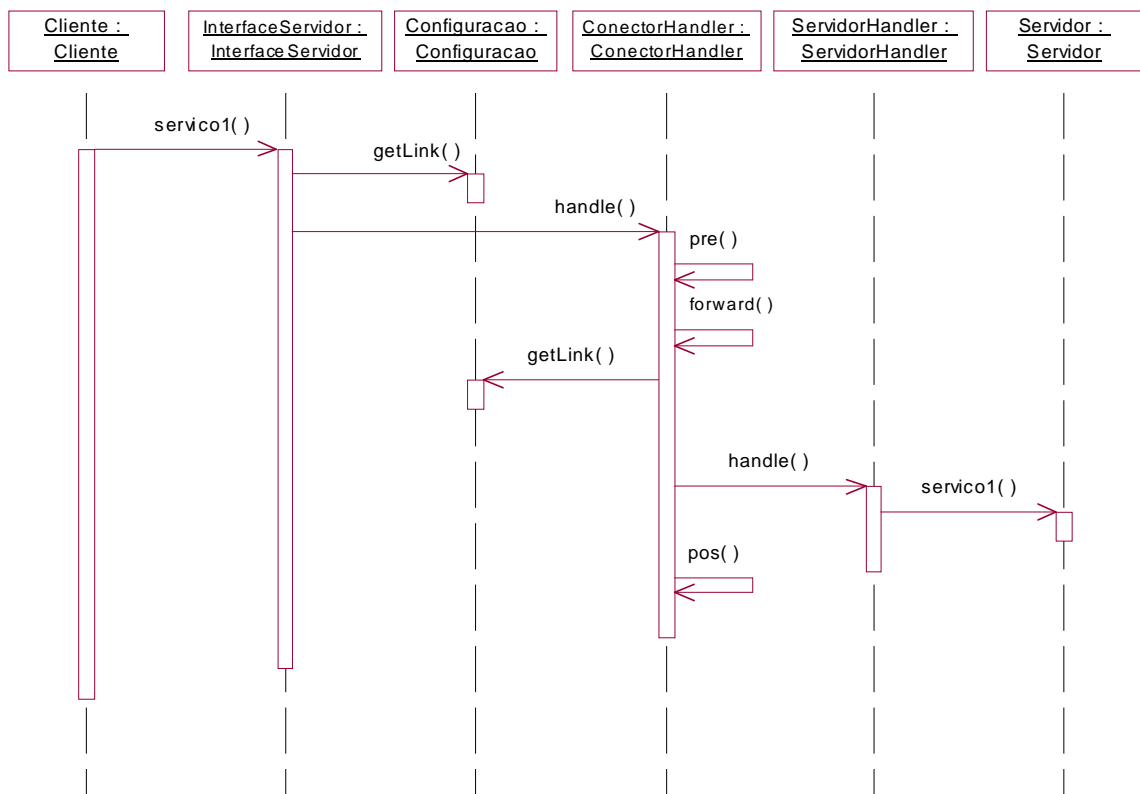 Cliente :
Cliente
InterfaceServidor :
InterfaceServidor
Configuracao :
Configuracao
ConectorHandler :
ConectorHandler
ServidorHandler :
ServidorHandler
Servidor :
Servidor
servico1( )
getLink( )
handle( )
pre( )
forward( )
getLink( )
handle( )
servico1( )
pos( )